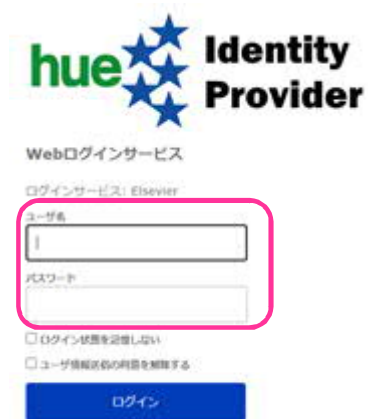 hue Identity
Provider
Webログインサービス
ログインサービス: Elsevier
ユーザ名
パスワード
ログイン状態を記憶しない
ユーザ情報送信の同意を解除する
ログイン